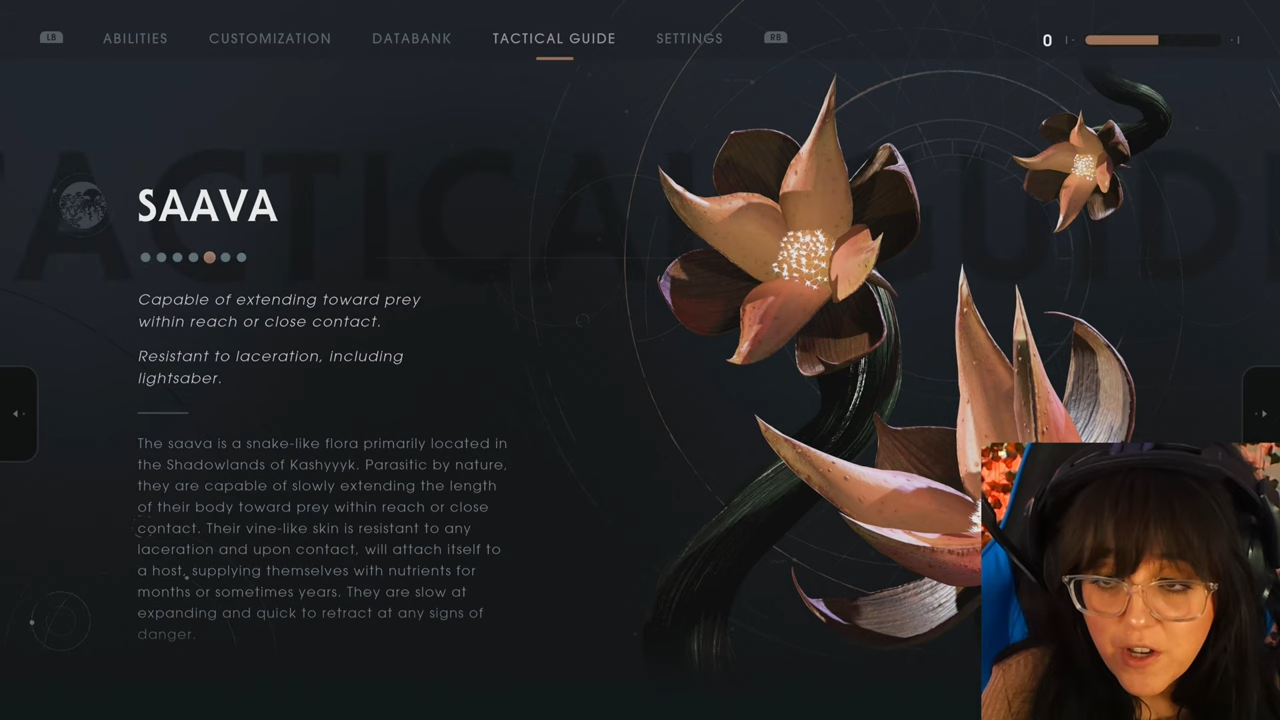 LB ABILITIES CUSTOMIZATION DATABANK TACTICAL GUIDE SETTINGS RB 0
TACTICAL GUIDE
SAAVA
Capable of extending toward prey
within reach or close contact.
Resistant to laceration, including
lightsaber.
The saava is a snake-like flora primarily located in
the Shadowlands of Kashyyyk. Parasitic by nature,
they are capable of slowly extending the length
of their body toward prey within reach or close
contact. Their vine-like skin is resistant to any
laceration and upon contact, will attach itself to
a host, supplying themselves with nutrients for
months or sometimes years. They are slow at
expanding and quick to retract at any signs of
danger.